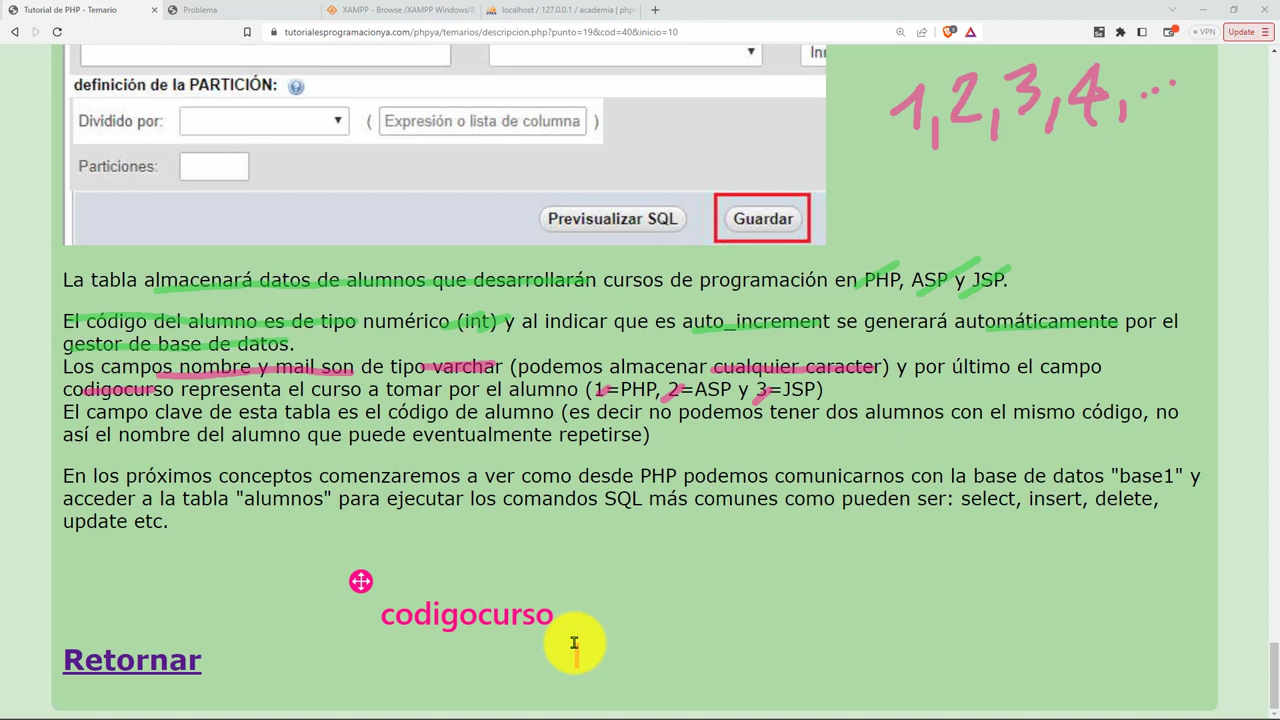 Tutorial de PHP - Temario
Problema
XAMPP - Browse /XAMPP Windows/8
localhost / 127.0.0.1 / academia | ph
tutorialesprogramacionya.com/phpya/temarios/descripcion.php?punto=19&cod=40&inicio=10
VPN
Update
definición de la PARTICIÓN:
Dividido por:
( Expresión o lista de columna )
Particiones:
Previsualizar SQL
Guardar
1, 2, 3, 4, ...
La tabla almacenará datos de alumnos que desarrollarán cursos de programación en PHP, ASP y JSP.
El código del alumno es de tipo numérico (int) y al indicar que es auto_increment se generará automáticamente por el
gestor de base de datos.
Los campos nombre y mail son de tipo varchar (podemos almacenar cualquier caracter) y por último el campo
codigocurso representa el curso a tomar por el alumno (1=PHP, 2=ASP y 3=JSP)
El campo clave de esta tabla es el código de alumno (es decir no podemos tener dos alumnos con el mismo código, no
así el nombre del alumno que puede eventualmente repetirse)
En los próximos conceptos comenzaremos a ver como desde PHP podemos comunicarnos con la base de datos "base1" y
acceder a la tabla "alumnos" para ejecutar los comandos SQL más comunes como pueden ser: select, insert, delete,
update etc.
codigocurso
Retornar